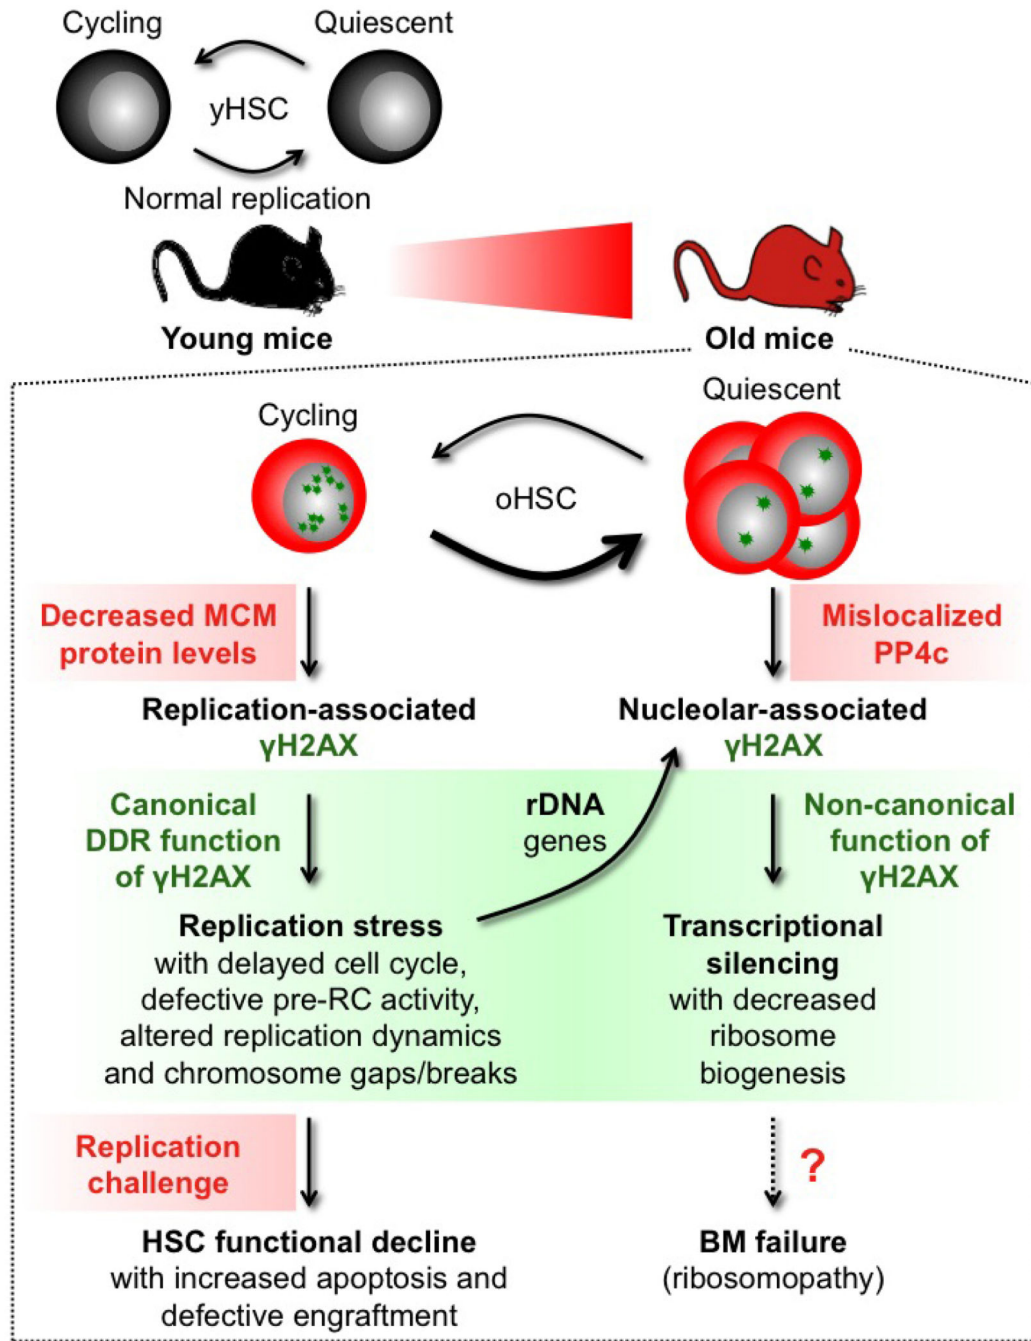 Cycling
Quiescent
yHSC
Normal replication
Young mice
Old mice
Cycling
Quiescent
oHSC
Decreased MCM
protein levels
Mislocalized
PP4c
Replication-associated
γH2AX
Nucleolar-associated
γH2AX
Canonical
DDR function
of γH2AX
rDNA
genes
Non-canonical
function of
γH2AX
Replication stress
with delayed cell cycle,
defective pre-RC activity,
altered replication dynamics
and chromosome gaps/breaks
Transcriptional
silencing
with decreased
ribosome
biogenesis
Replication
challenge
?
HSC functional decline
with increased apoptosis and
defective engraftment
BM failure
(ribosomopathy)